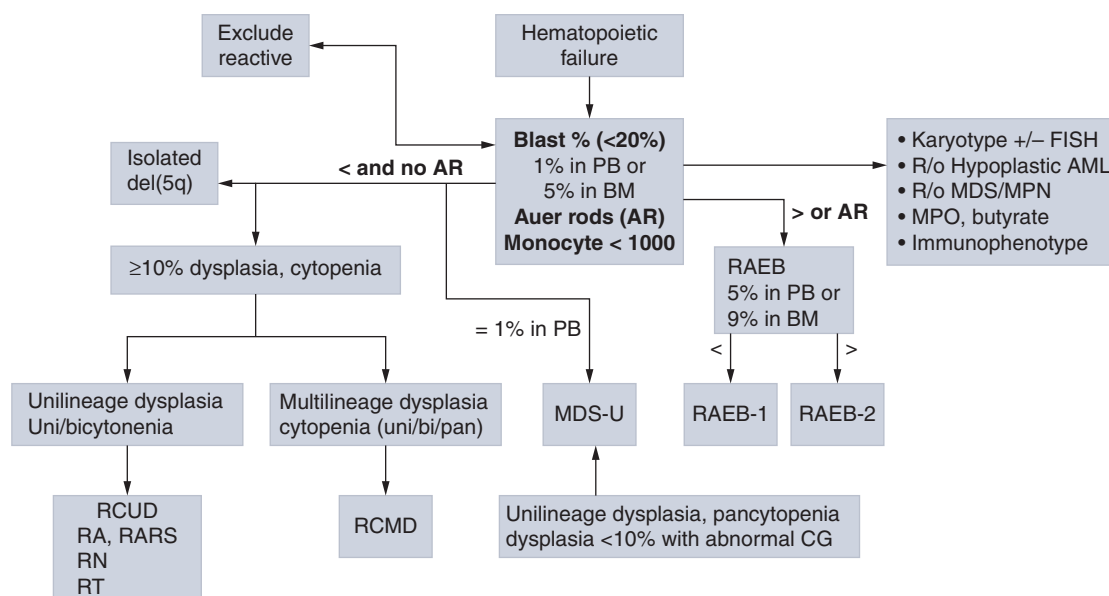 Exclude
reactive
Hematopoietic
failure
Isolated
del(5q)
< and no AR
Blast % (<20%)
1% in PB or
5% in BM
Auer rods (AR)
Monocyte < 1000
• Karyotype +/– FISH
• R/o Hypoplastic AML
• R/o MDS/MPN
• MPO, butyrate
• Immunophenotype
> or AR
≥10% dysplasia, cytopenia
RAEB
5% in PB or
9% in BM
= 1% in PB
<
>
Unilineage dysplasia
Uni/bicytonenia
Multilineage dysplasia
cytopenia (uni/bi/pan)
MDS-U
RAEB-1
RAEB-2
RCUD
RA, RARS
RN
RT
RCMD
Unilineage dysplasia, pancytopenia
dysplasia <10% with abnormal CG